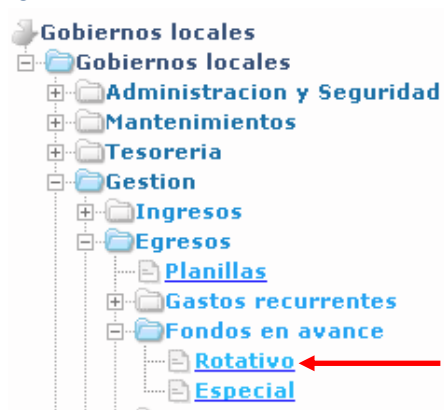 Gobiernos locales
Gobiernos locales
Administracion y Seguridad
Mantenimientos
Tesoreria
Gestion
Ingresos
Egresos
Planillas
Gastos recurrentes
Fondos en avance
Rotativo
Especial